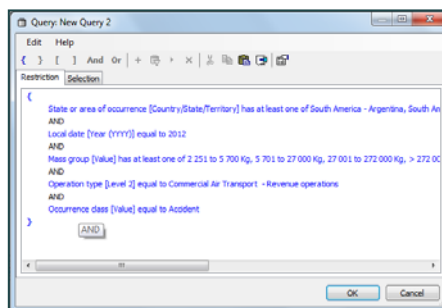 Query: New Query 2
Edit Help
{ } [ ] And Or
Restriction Selection
{
State or area of occurrence [Country/State/Territory] has at least one of South America - Argentina, South Am
AND
Local date [Year (YYYY)] equal to 2012
AND
Mass group [Value] has at least one of 2 251 to 5 700 Kg, 5 701 to 27 000 Kg, 27 001 to 272 000 Kg, > 272 00
AND
Operation type [Level 2] equal to Commercial Air Transport - Revenue operations
AND
Occurrence class [Value] equal to Accident
}
AND
OK Cancel